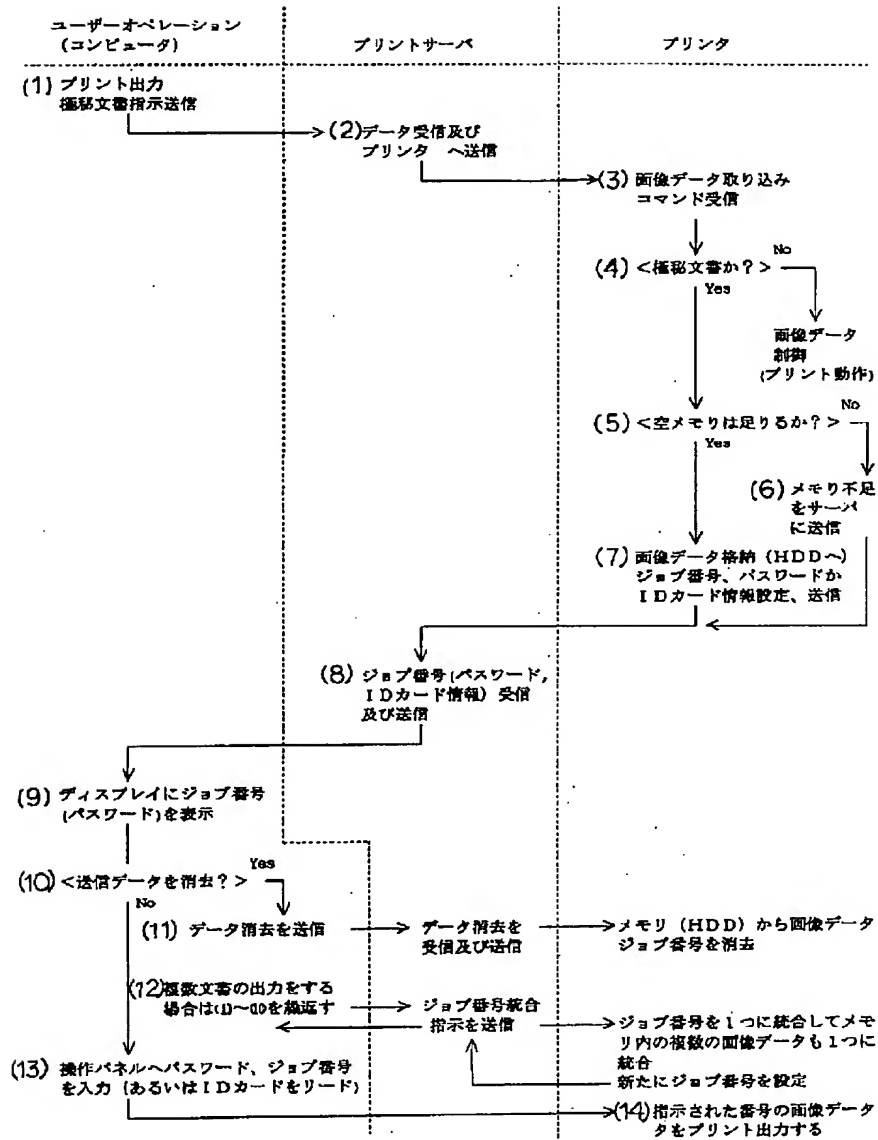 ユーザーオペレーション
(コンピュータ)
プリントサーバ
プリンタ
(1) プリント出力
極秘文書指示送信
(2) データ受信及び
プリンタ へ送信
(3) 画像データ取り込み
コマンド受信
(4) <極秘文書か?>
No
Yes
画像データ
制御
(プリント動作)
(5) <空メモリは足りるか?>
No
Yes
(6) メモリ不足
をサーバ
に送信
(7) 画像データ格納 (HDDへ)
ジョブ番号、パスワードか
IDカード情報設定、送信
(8) ジョブ番号(パスワード,
IDカード情報) 受信
及び送信
(9) ディスプレイにジョブ番号
(パスワード)を表示
(10) <送信データを消去?>
Yes
No
(11) データ消去を送信
データ消去を
受信及び送信
メモリ (HDD) から画像データ
ジョブ番号を消去
(12) 複数文書の出力をする
場合は(1)~(11)を繰返す
ジョブ番号統合
指示を送信
ジョブ番号を1つに統合してメモ
リ内の複数の画像データも1つに
統合
新たにジョブ番号を設定
(13) 操作パネルへパスワード、ジョブ番号
を入力 (あるいはIDカードをリード)
(14) 指示された番号の画像デー
タをプリント出力する